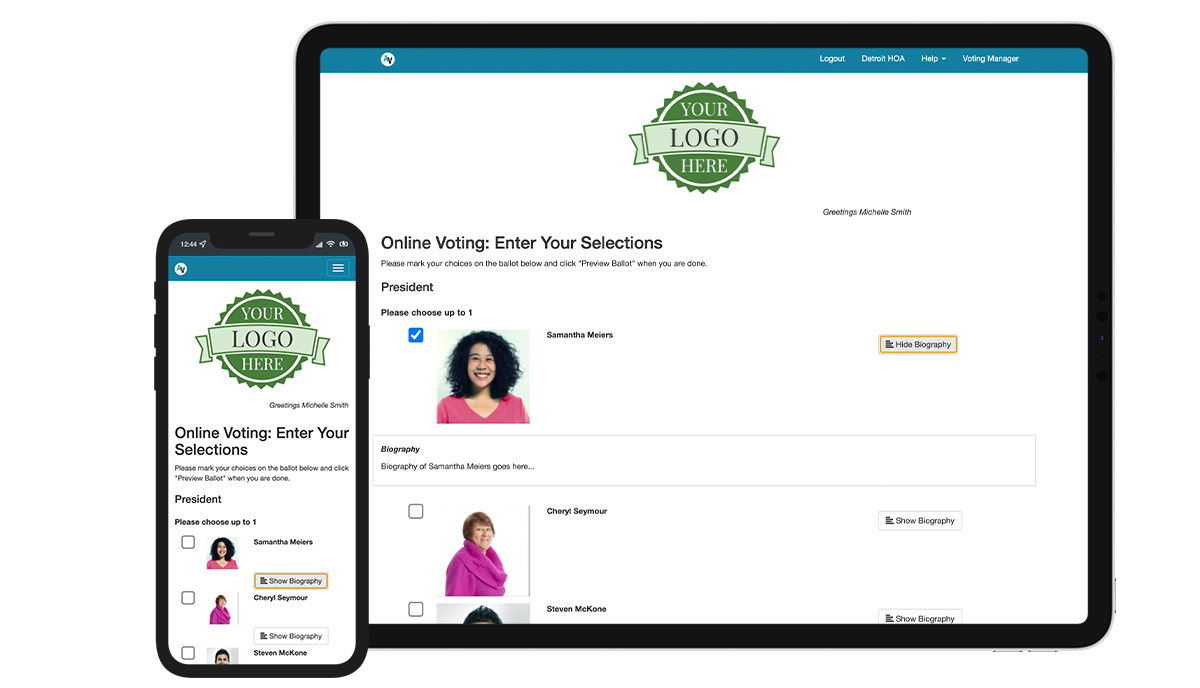 AV
Logout Detroit HOA Help Voting Manager
YOUR
LOGO
HERE
Greetings Michelle Smith
Online Voting: Enter Your Selections
Please mark your choices on the ballot below and click "Preview Ballot" when you are done.
President
Please choose up to 1
Samantha Meiers
Hide Biography
Biography
Biography of Samantha Meiers goes here...
Cheryl Seymour
Show Biography
Steven McKone
Show Biography
12:44
AV
YOUR
LOGO
HERE
Greetings Michelle Smith
Online Voting: Enter Your
Selections
Please mark your choices on the ballot below and click
"Preview Ballot" when you are done.
President
Please choose up to 1
Samantha Meiers
Show Biography
Cheryl Seymour
Show Biography
Steven McKone